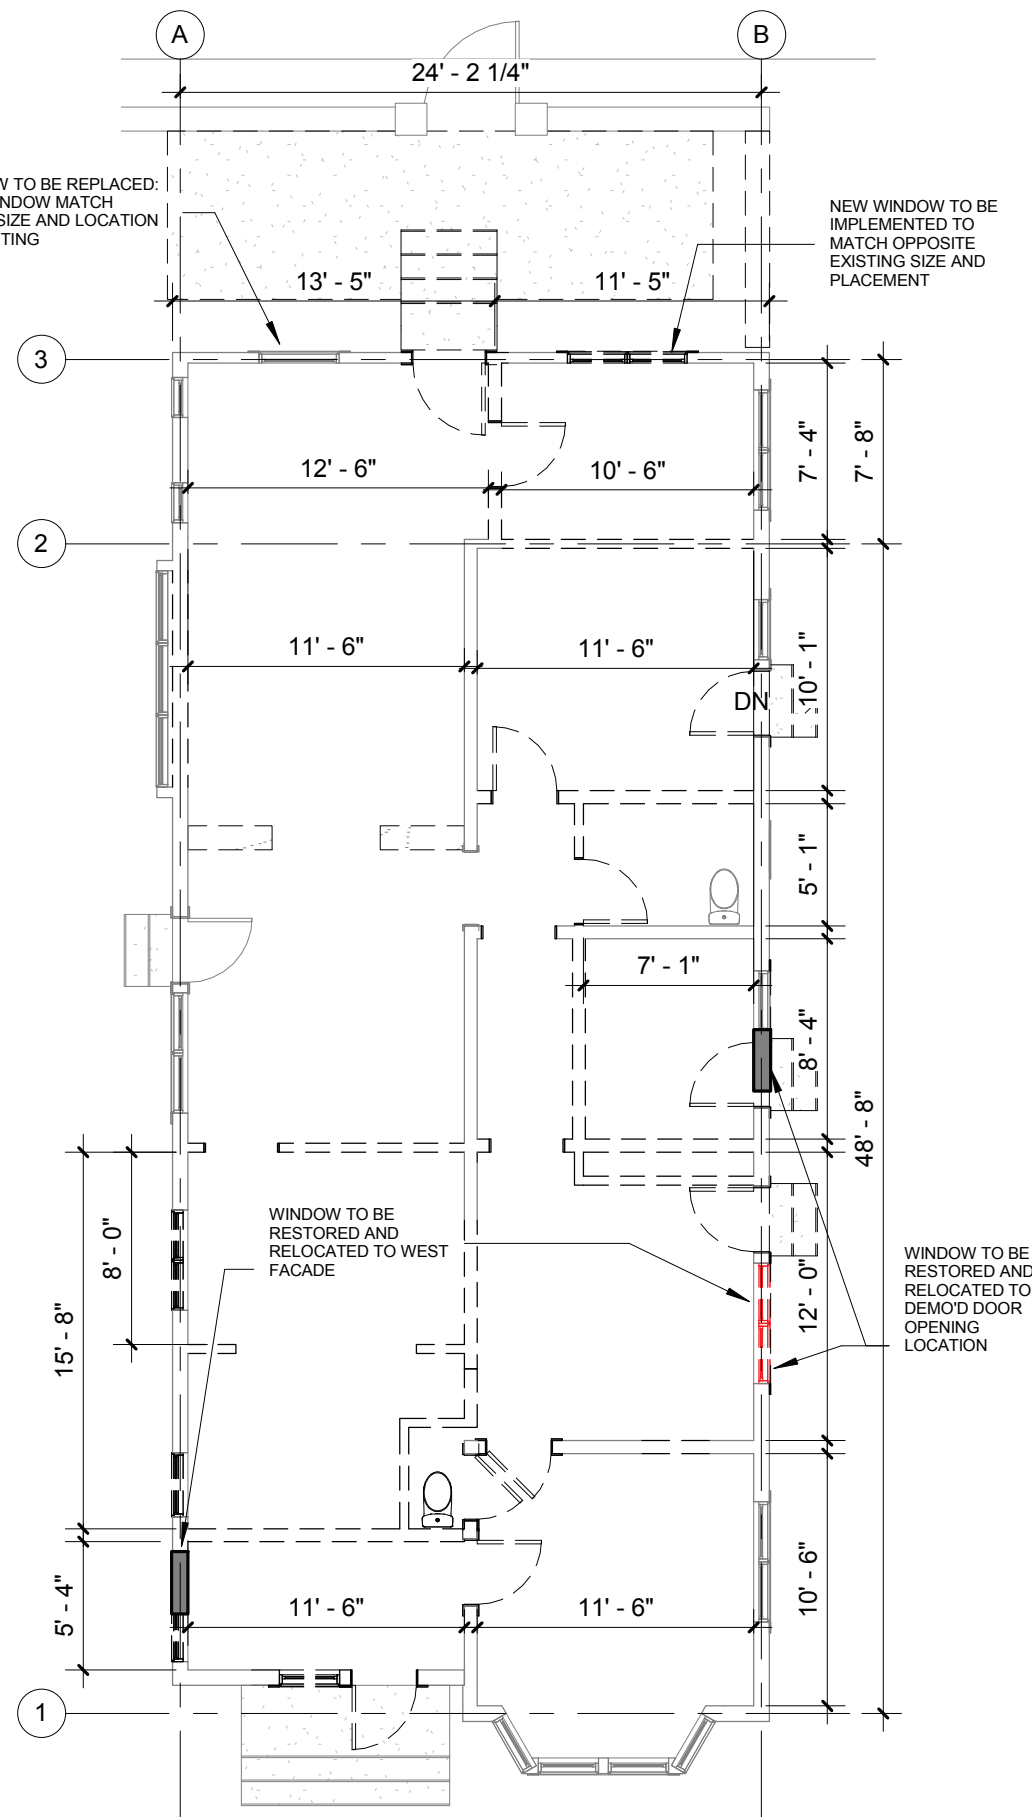 A
B
24' - 2 1/4"
W TO BE REPLACED:
NDOW MATCH
SIZE AND LOCATION
TING
NEW WINDOW TO BE
IMPLEMENTED TO
MATCH OPPOSITE
EXISTING SIZE AND
PLACEMENT
13' - 5"
11' - 5"
3
7' - 4"
7' - 8"
12' - 6"
10' - 6"
2
11' - 6"
11' - 6"
10' - 1"
DN
5' - 1"
7' - 1"
8' - 4"
48' - 8"
8' - 0"
15' - 8"
WINDOW TO BE
RESTORED AND
RELOCATED TO WEST
FACADE
12' - 0"
WINDOW TO BE
RESTORED AND
RELOCATED TO
DEMO'D DOOR
OPENING
LOCATION
5' - 4"
11' - 6"
11' - 6"
10' - 6"
1